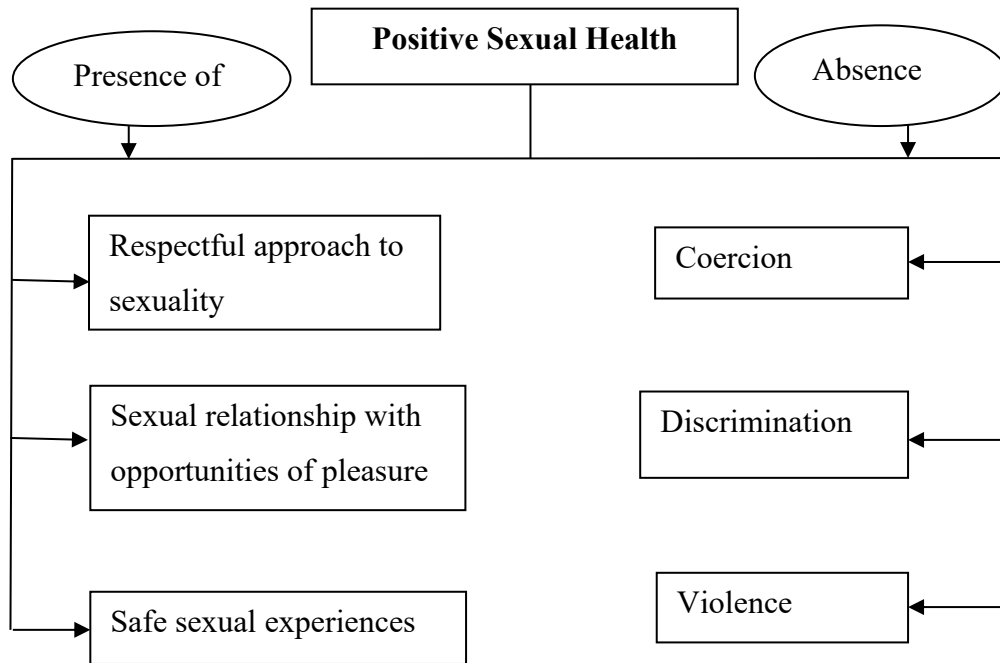 Positive Sexual Health
Presence of
Absence
Respectful approach to
sexuality
Coercion
Sexual relationship with
opportunities of pleasure
Discrimination
Safe sexual experiences
Violence